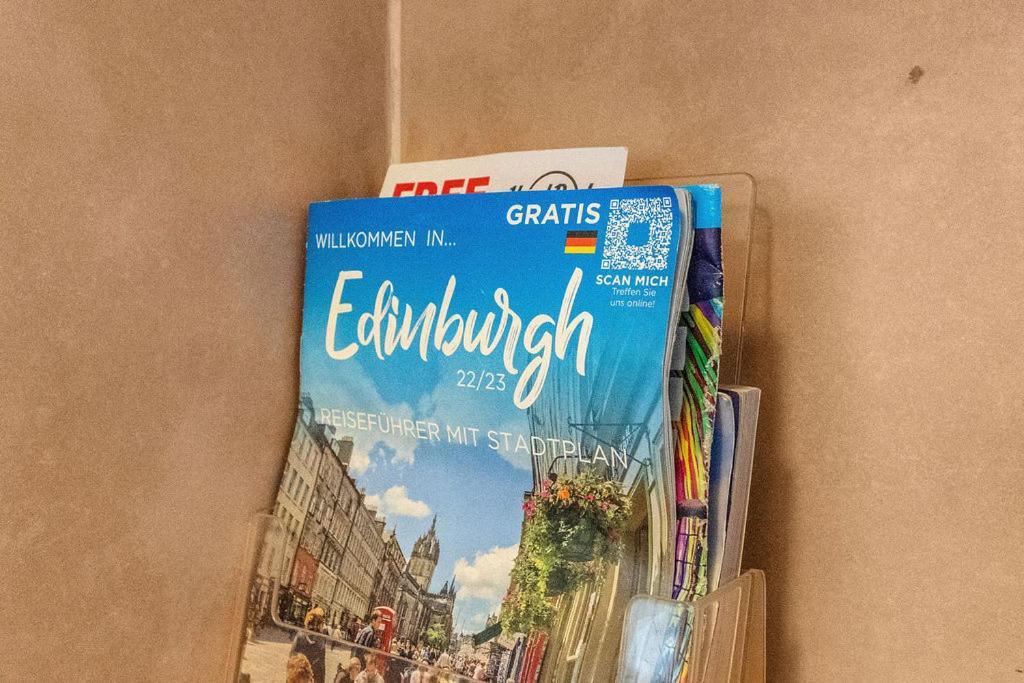 FREE
WILLKOMMEN IN...
GRATIS
SCAN MICH
Treffen Sie
uns online!
Edinburgh
22/23
REISEFÜHRER MIT STADTPLAN